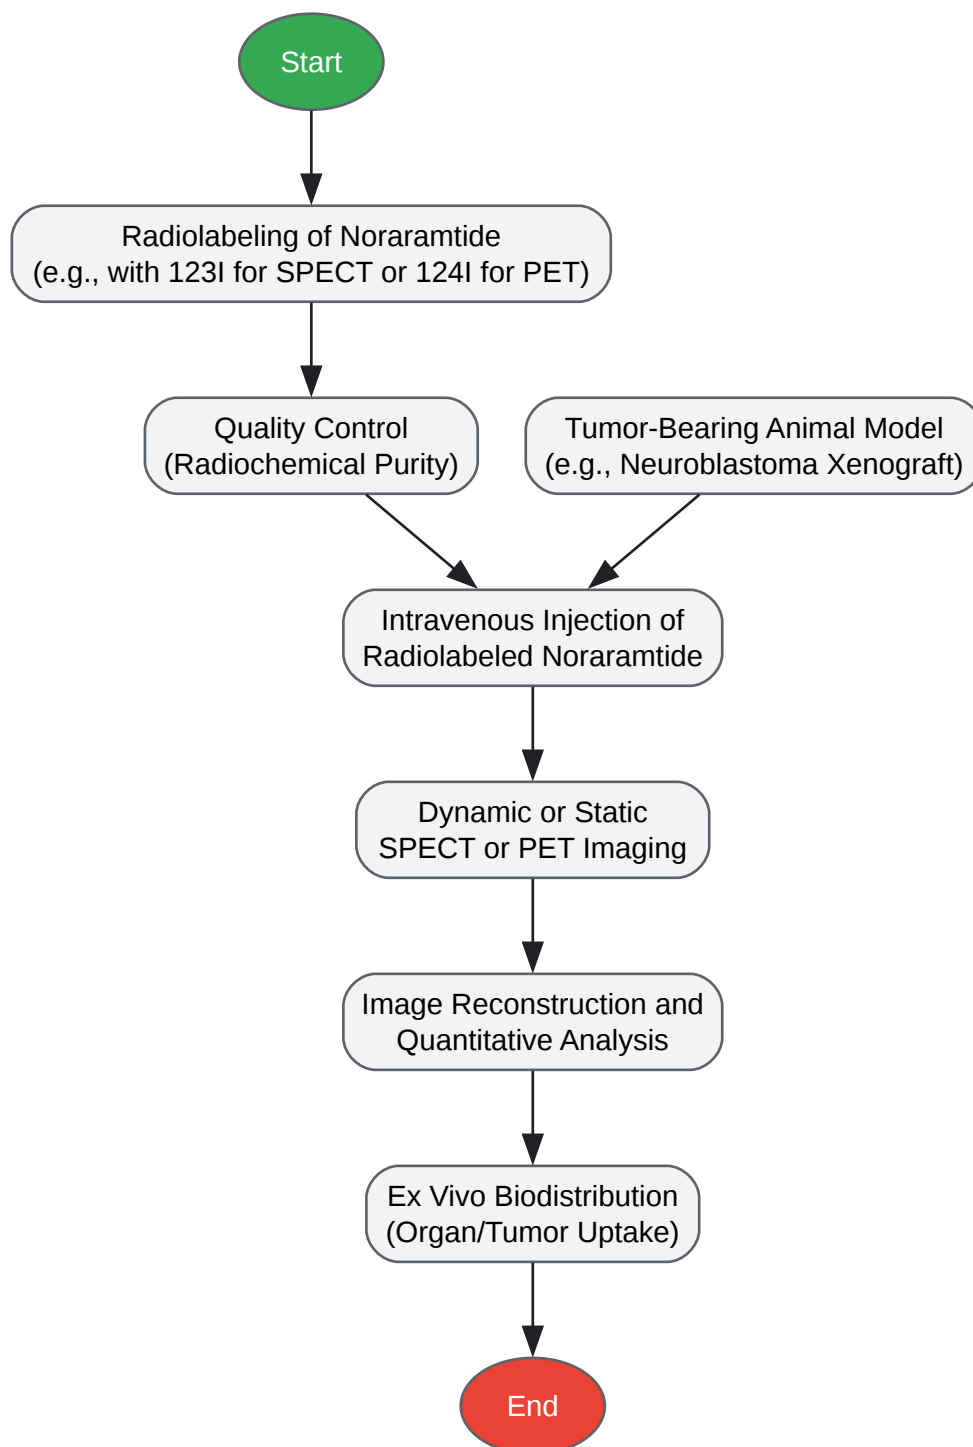 Start
Radiolabeling of Noraramtide
(e.g., with 123I for SPECT or 124I for PET)
Quality Control
(Radiochemical Purity)
Tumor-Bearing Animal Model
(e.g., Neuroblastoma Xenograft)
Intravenous Injection of
Radiolabeled Noraramtide
Dynamic or Static
SPECT or PET Imaging
Image Reconstruction and
Quantitative Analysis
Ex Vivo Biodistribution
(Organ/Tumor Uptake)
End